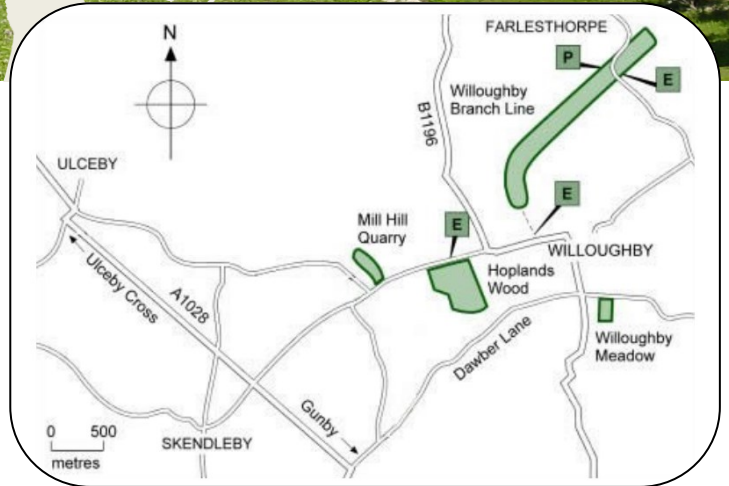 N
FARLESTHORPE
P
E
Willoughby
Branch Line
B1196
ULCEBY
E
Mill Hill
Quarry
E
WILLOUGHBY
Hoplands
Wood
Ulceby Cross
A1028
Dawber Lane
Willoughby
Meadow
Gunby
0 500
metres
SKENDLEBY